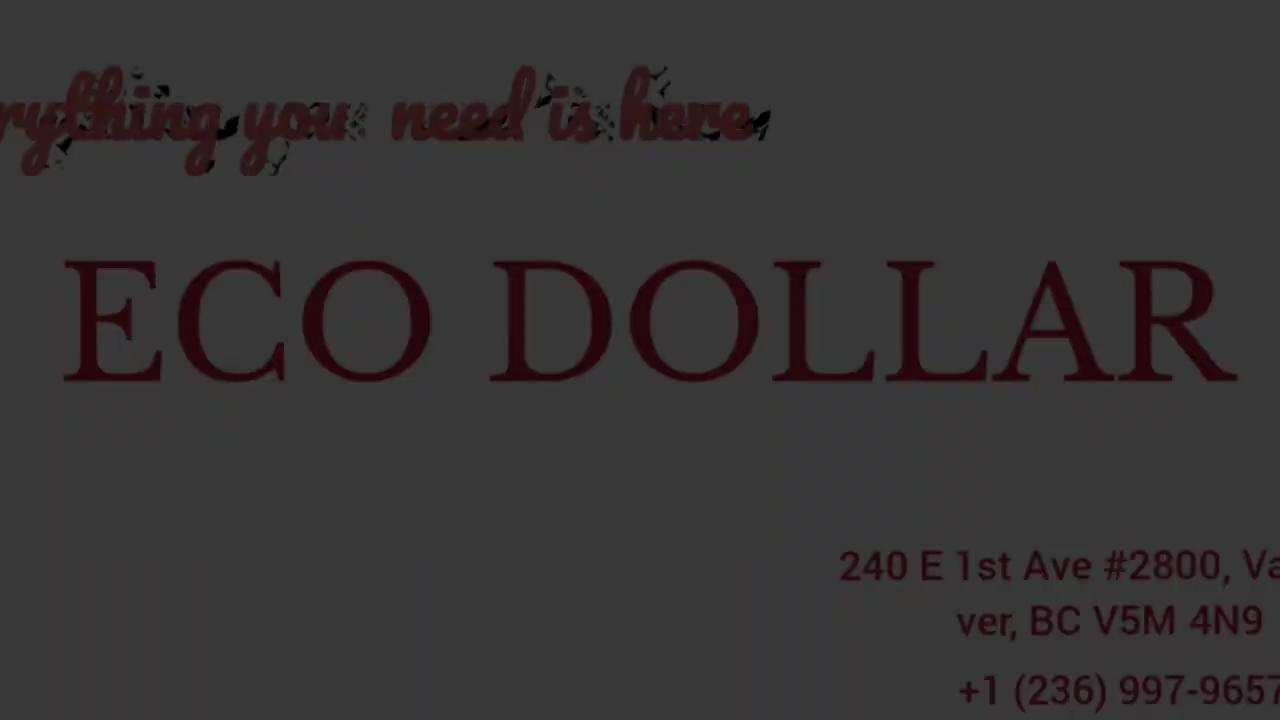 rything you need is here
ECO DOLLAR
240 E 1st Ave #2800, Va
ver, BC V5M 4N9
+1 (236) 997-9657